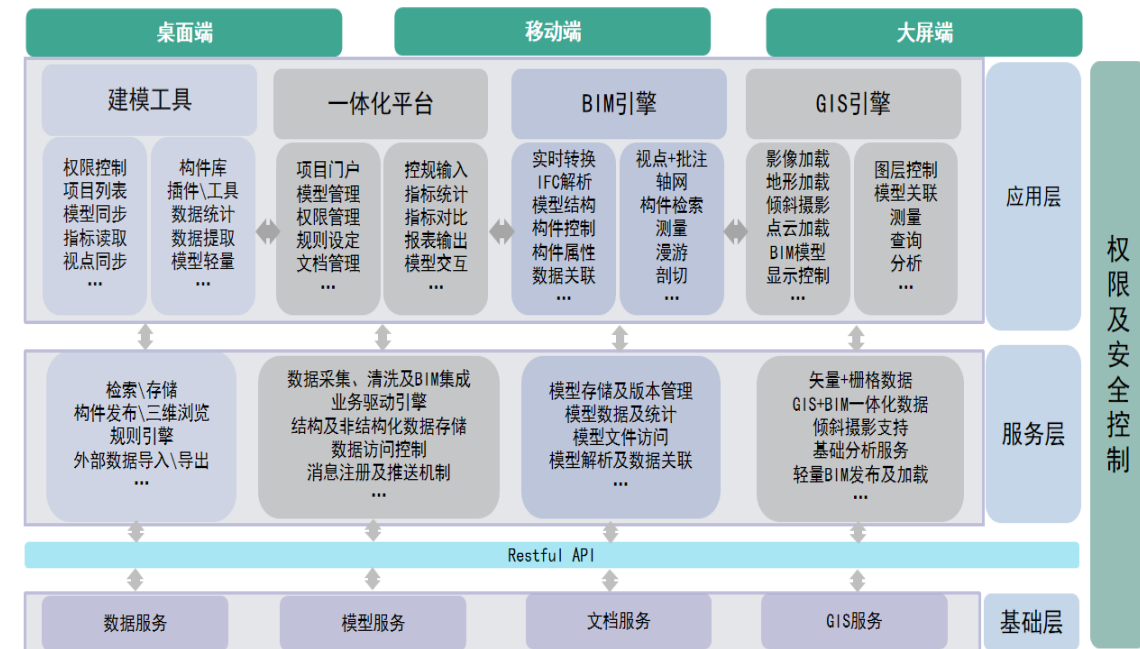 桌面端
移动端
大屏端
建模工具
权限控制
项目列表
模型同步
指标读取
视点同步
...
构件库
插件\工具
数据统计
数据提取
模型轻量
...
一体化平台
项目门户
模型管理
权限管理
规则设定
文档管理
...
控规输入
指标统计
指标对比
报表输出
模型交互
...
BIM引擎
实时转换
IFC解析
模型结构
构件控制
构件属性
数据关联
...
视点+批注
轴网
构件检索
测量
漫游
剖切
...
GIS引擎
影像加载
地形加载
倾斜摄影
点云加载
BIM模型
显示控制
...
图层控制
模型关联
测量
查询
分析
...
应用层
检索\存储
构件发布\三维浏览
规则引擎
外部数据导入\导出
...
数据采集、清洗及BIM集成
业务驱动引擎
结构及非结构化数据存储
数据访问控制
消息注册及推送机制
...
模型存储及版本管理
模型数据及统计
模型文件访问
模型解析及数据关联
...
矢量+栅格数据
GIS+BIM一体化数据
倾斜摄影支持
基础分析服务
轻量BIM发布及加载
...
服务层
Restful API
数据服务
模型服务
文档服务
GIS服务
基础层
权限及安全控制